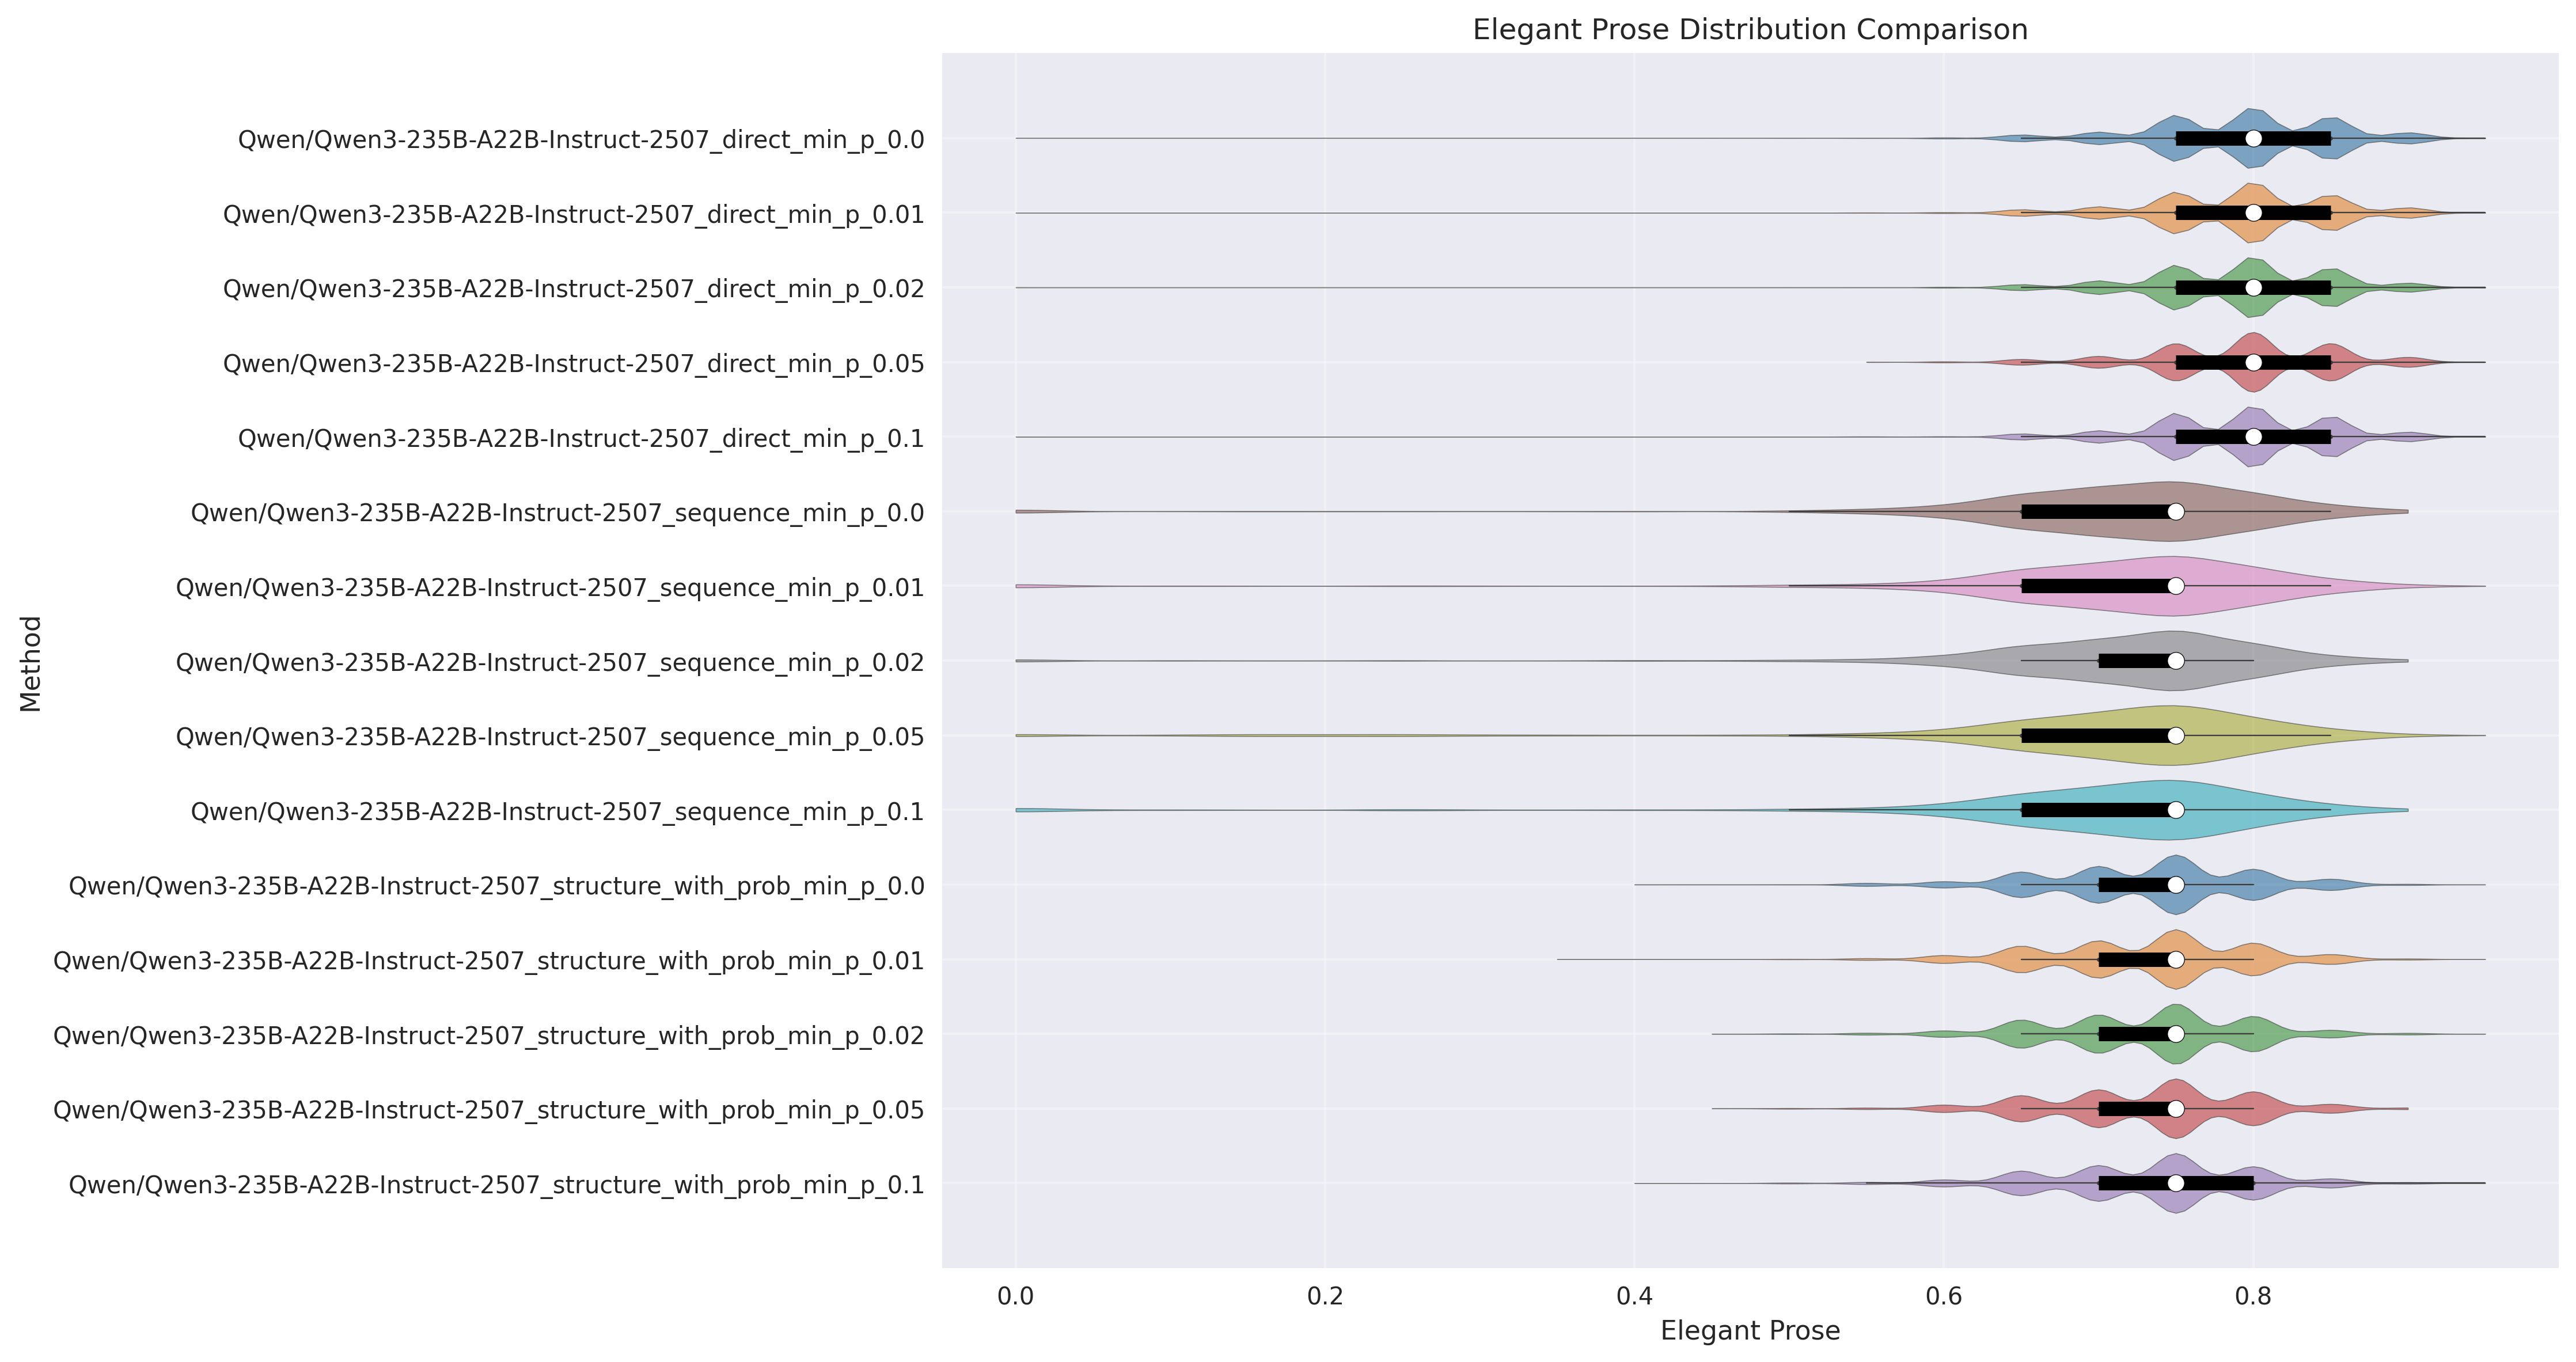 Elegant Prose Distribution Comparison
Qwen/Qwen3-235B-A22B-Instruct-2507_direct_min_p_0.0
Qwen/Qwen3-235B-A22B-Instruct-2507_direct_min_p_0.01
Qwen/Qwen3-235B-A22B-Instruct-2507_direct_min_p_0.02
Qwen/Qwen3-235B-A22B-Instruct-2507_direct_min_p_0.05
Qwen/Qwen3-235B-A22B-Instruct-2507_direct_min_p_0.1
Qwen/Qwen3-235B-A22B-Instruct-2507_sequence_min_p_0.0
Qwen/Qwen3-235B-A22B-Instruct-2507_sequence_min_p_0.01
Qwen/Qwen3-235B-A22B-Instruct-2507_sequence_min_p_0.02
Qwen/Qwen3-235B-A22B-Instruct-2507_sequence_min_p_0.05
Qwen/Qwen3-235B-A22B-Instruct-2507_sequence_min_p_0.1
Qwen/Qwen3-235B-A22B-Instruct-2507_structure_with_prob_min_p_0.0
Qwen/Qwen3-235B-A22B-Instruct-2507_structure_with_prob_min_p_0.01
Qwen/Qwen3-235B-A22B-Instruct-2507_structure_with_prob_min_p_0.02
Qwen/Qwen3-235B-A22B-Instruct-2507_structure_with_prob_min_p_0.05
Qwen/Qwen3-235B-A22B-Instruct-2507_structure_with_prob_min_p_0.1
Method
0.0 0.2 0.4 0.6 0.8
Elegant Prose